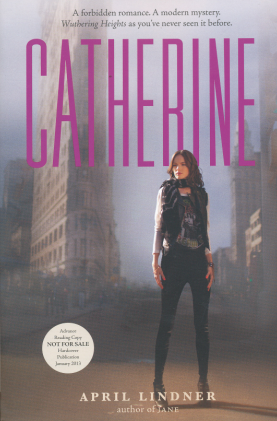 A forbidden romance. A modern mystery.
Wuthering Heights as you've never seen it before.
CATHERINE
Advance
Reading Copy
NOT FOR SALE
Hardcover
Publication
January 2013
APRIL LINDNER
author of JANE